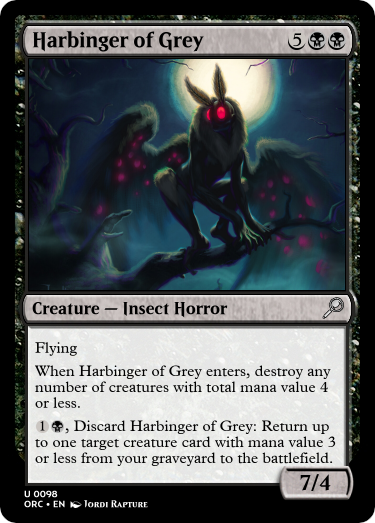 Harbinger of Grey 5
Creature — Insect Horror
Flying
When Harbinger of Grey enters, destroy any
number of creatures with total mana value 4
or less.
1 , Discard Harbinger of Grey: Return up
to one target creature card with mana value 3
or less from your graveyard to the battlefield.
7/4
U 0098
ORC • EN Jordi Rapture